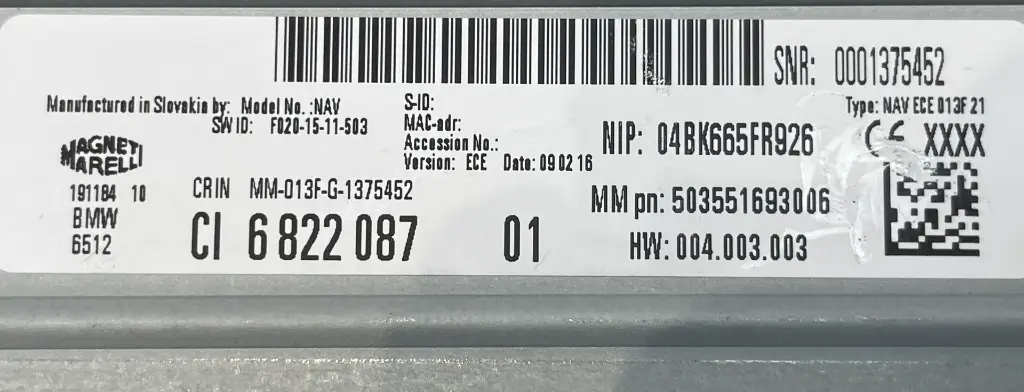 SNR: 0001375452
Manufactured in Slovakia by: Model No. :NAV
SW ID: F020-15-11-503
S-ID:
MAC-adr:
Accession No.:
Version: ECE Date: 09 02 16
NIP: 04BK665FR926
Type: NAV ECE 013F 21
CE XXXX
MAGNETI MARELLI
191184 10
BMW
6512
CRIN MM-013F-G-1375452
CI 6 822 087 01
MM pn: 503551693006
HW: 004.003.003